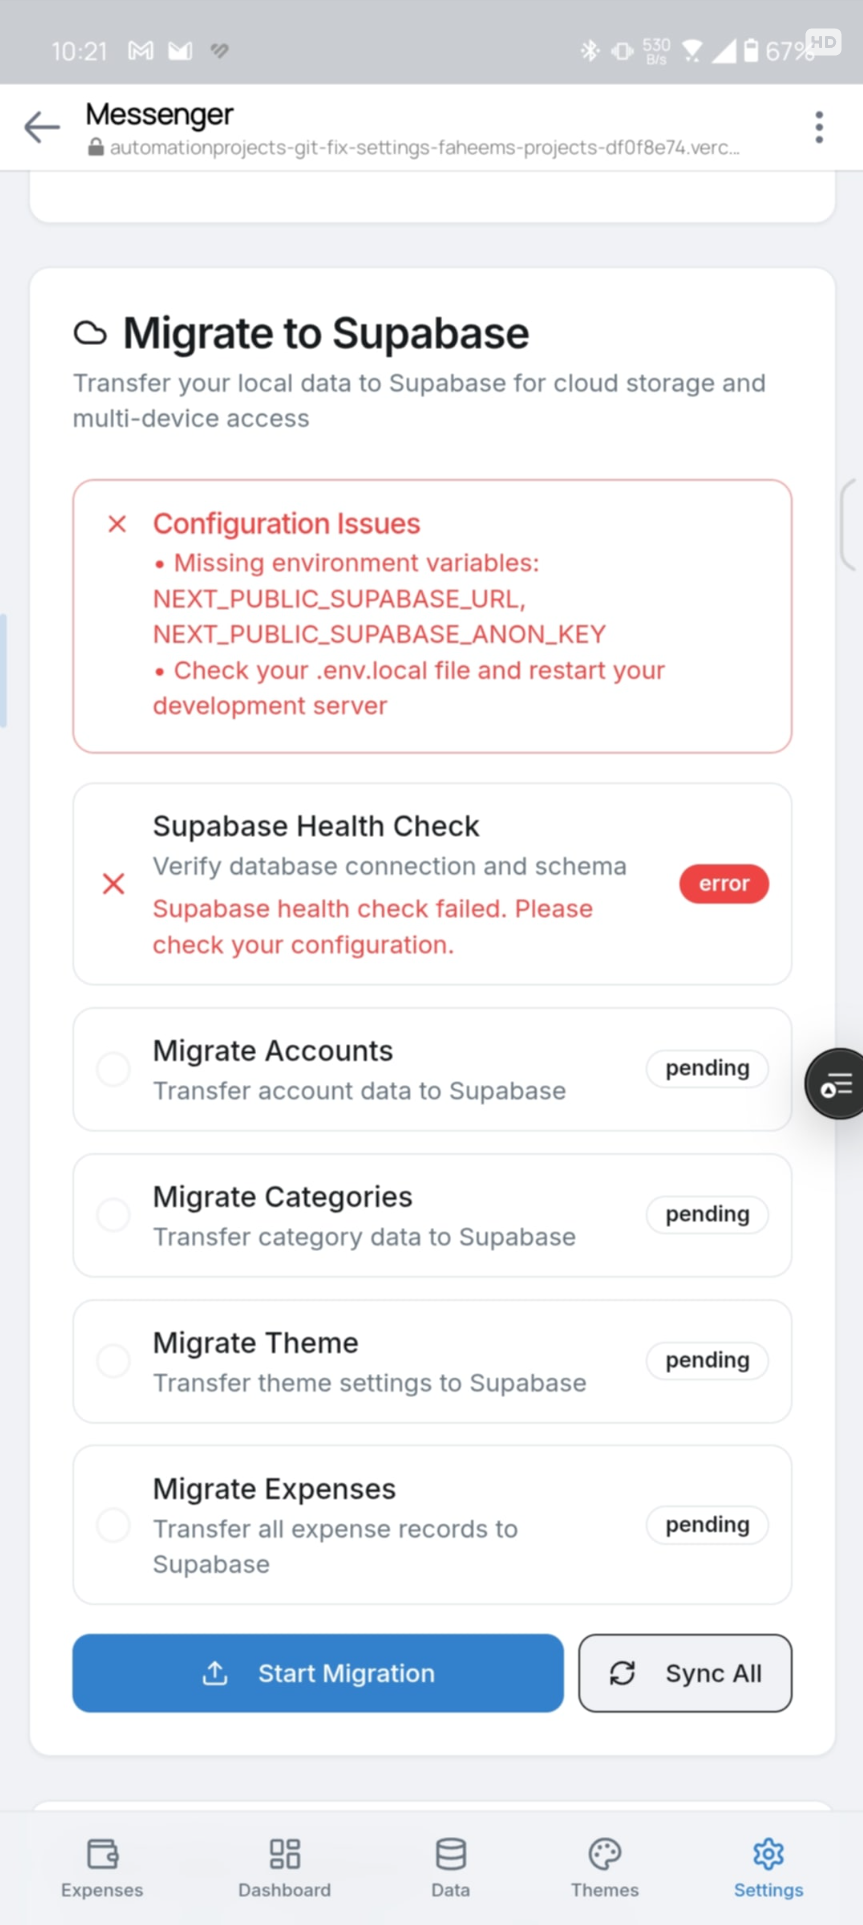 10:21
530
B/s
67%
HD
Messenger
automationprojects-git-fix-settings-faheems-projects-df0f8e74.verc...
Migrate to Supabase
Transfer your local data to Supabase for cloud storage and
multi-device access
Configuration Issues
• Missing environment variables:
NEXT_PUBLIC_SUPABASE_URL,
NEXT_PUBLIC_SUPABASE_ANON_KEY
• Check your .env.local file and restart your
development server
Supabase Health Check
Verify database connection and schema
Supabase health check failed. Please
check your configuration.
error
Migrate Accounts
Transfer account data to Supabase
pending
Migrate Categories
Transfer category data to Supabase
pending
Migrate Theme
Transfer theme settings to Supabase
pending
Migrate Expenses
Transfer all expense records to
Supabase
pending
Start Migration
Sync All
Expenses
Dashboard
Data
Themes
Settings